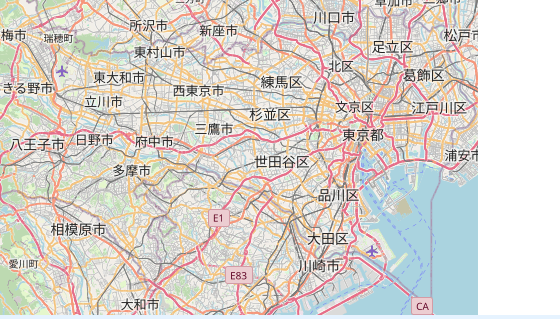 川口市
所沢市
新座市
梅市
瑞穂町
足立区
松戸市
東村山市
北区
東大和市
練馬区
葛飾区
きる野市
西東京市
立川市
文京区
江戸川区
杉並区
三鷹市
東京都
八王子市
日野市
府中市
浦安市
世田谷区
多摩市
品川区
E1
相模原市
大田区
愛川町
川崎市
E83
大和市
CA